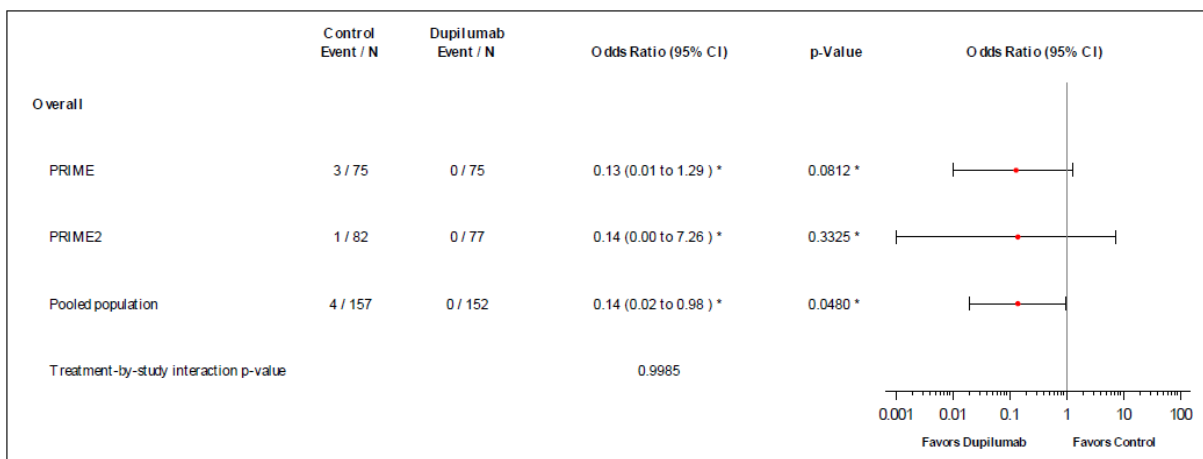 Control Dupilumab
Event / N Event / N Odds Ratio (95% CI) p-Value Odds Ratio (95% CI)
Overall
PRIME 3 / 75 0 / 75 0.13 (0.01 to 1.29 ) * 0.0812 *
PRIME2 1 / 82 0 / 77 0.14 (0.00 to 7.26 ) * 0.3325 *
Pooled population 4 / 157 0 / 152 0.14 (0.02 to 0.98 ) * 0.0480 *
Treatment-by-study interaction p-value 0.9985
0.001 0.01 0.1 1 10 100
Favors Dupilumab Favors Control